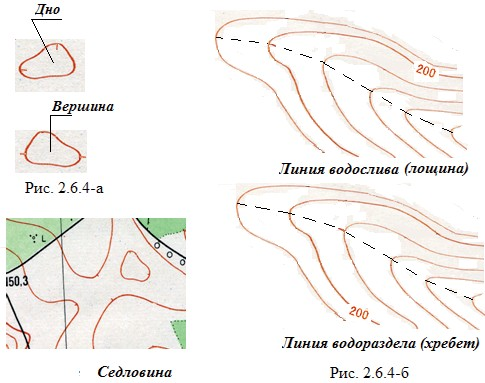 Дно
Вершина
Рис. 2.6.4-а
200
Линия водослива (лощина)
L
150.3
200
Линия водораздела (хребет)
Седловина
Рис. 2.6.4-б